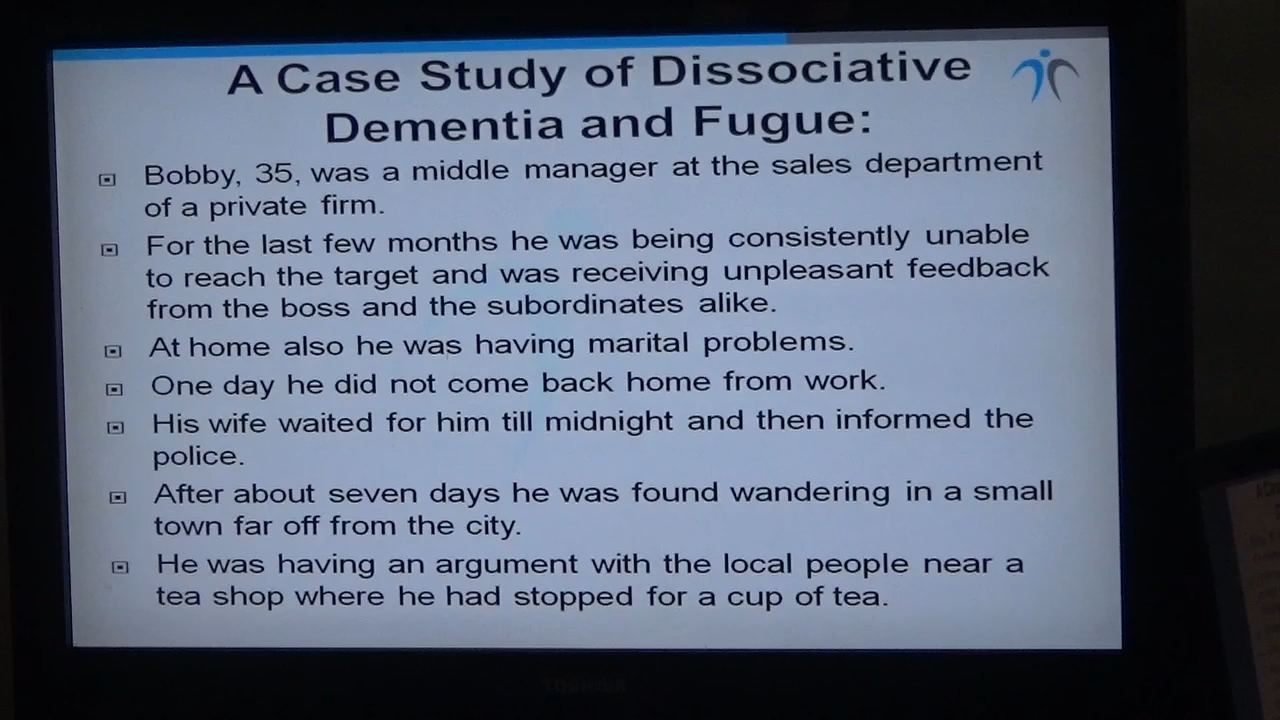 A Case Study of Dissociative
Dementia and Fugue:
Bobby, 35, was a middle manager at the sales department
of a private firm.
For the last few months he was being consistently unable
to reach the target and was receiving unpleasant feedback
from the boss and the subordinates alike.
At home also he was having marital problems.
One day he did not come back home from work.
His wife waited for him till midnight and then informed the
police.
After about seven days he was found wandering in a small
town far off from the city.
He was having an argument with the local people near a
tea shop where he had stopped for a cup of tea.
TOSHIBA